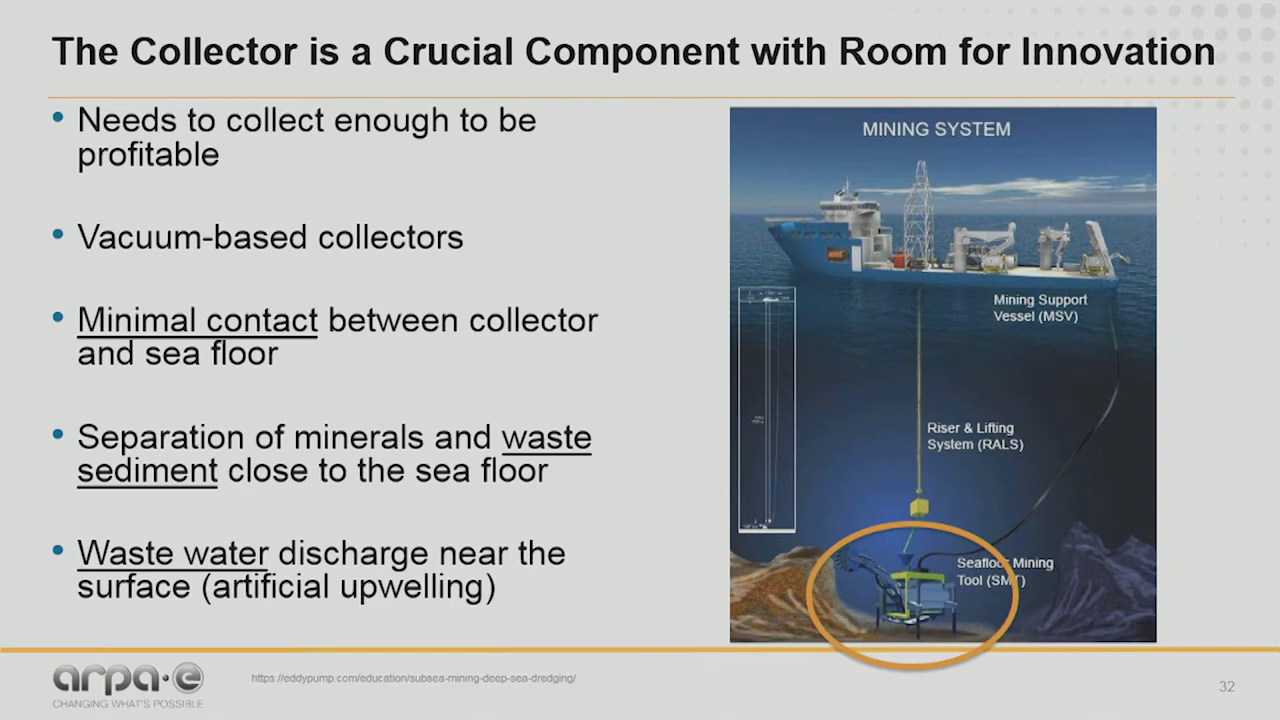 The Collector is a Crucial Component with Room for Innovation
• Needs to collect enough to be
profitable
• Vacuum-based collectors
• Minimal contact between collector
and sea floor
• Separation of minerals and waste
sediment close to the sea floor
• Waste water discharge near the
surface (artificial upwelling)
MINING SYSTEM
Mining Support
Vessel (MSV)
Riser & Lifting
System (RALS)
Seafloor Mining
Tool (SMT)
arpa·e
CHANGING WHAT'S POSSIBLE
https://eddypump.com/education/subsea-mining-deep-sea-dredging/
32